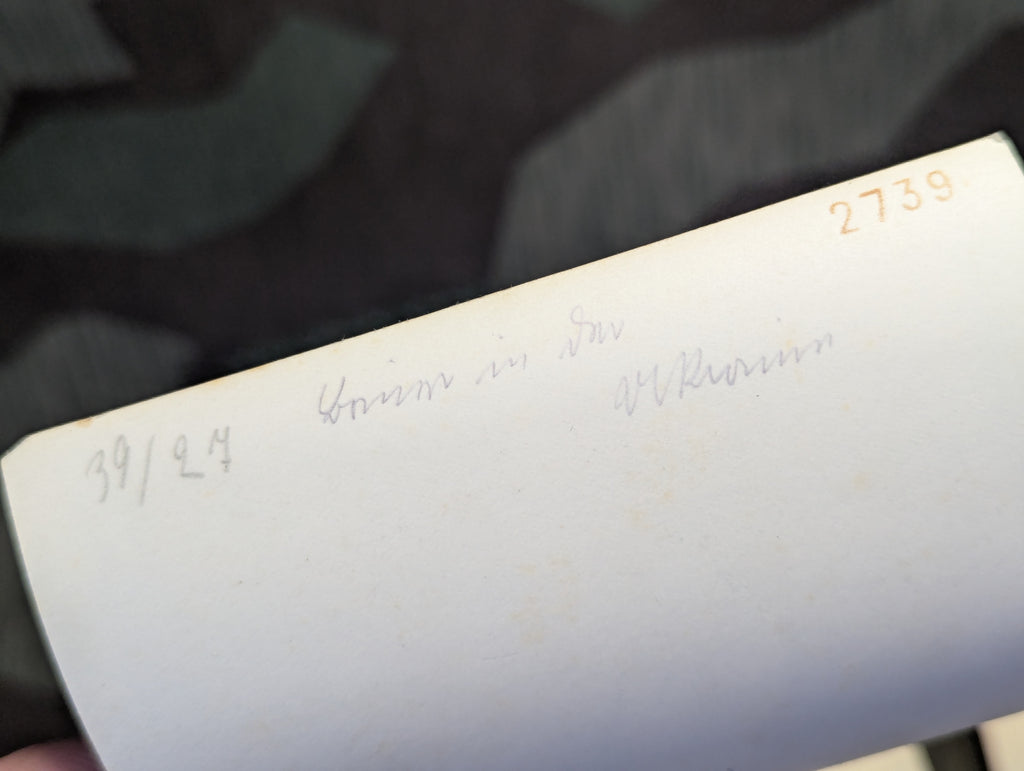 2739
in der
Ukraine
39/27